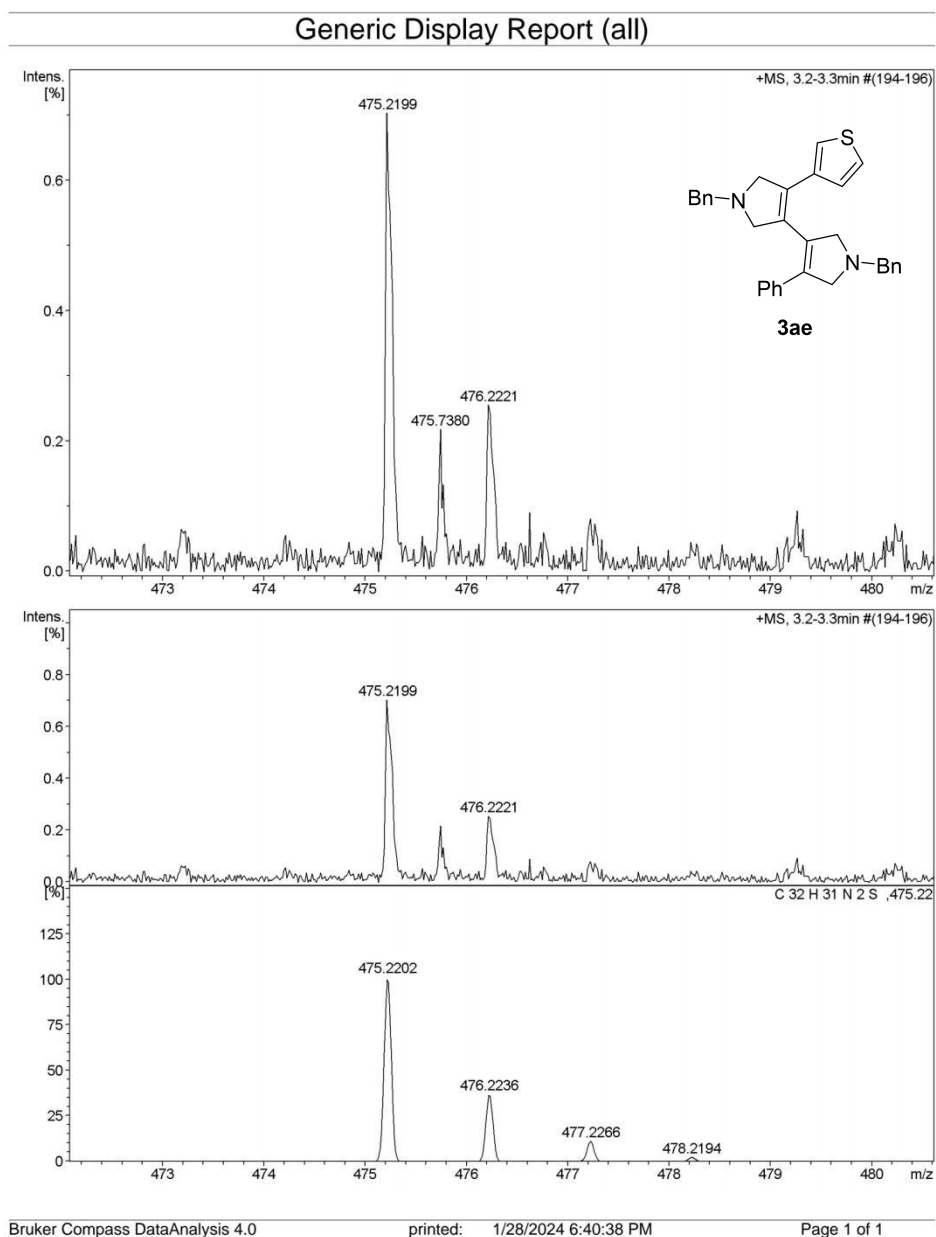 Generic Display Report (all)
Intens.
[%]
+MS, 3.2-3.3min #(194-196)
475.2199
S
0.6
Bn
N
N
Bn
Ph
0.4
3ae
476.2221
475.7380
0.2
0.0
473 474 475 476 477 478 479 480 m/z
Intens.
[%]
+MS, 3.2-3.3min #(194-196)
0.8
475.2199
0.6
0.4
476.2221
0.2
0.0
[%]
C 32 H 31 N 2 S ,475.22
125
475.2202
100
75
50
476.2236
25
477.2266
478.2194
0
473 474 475 476 477 478 479 480 m/z
Bruker Compass DataAnalysis 4.0 printed: 1/28/2024 6:40:38 PM Page 1 of 1